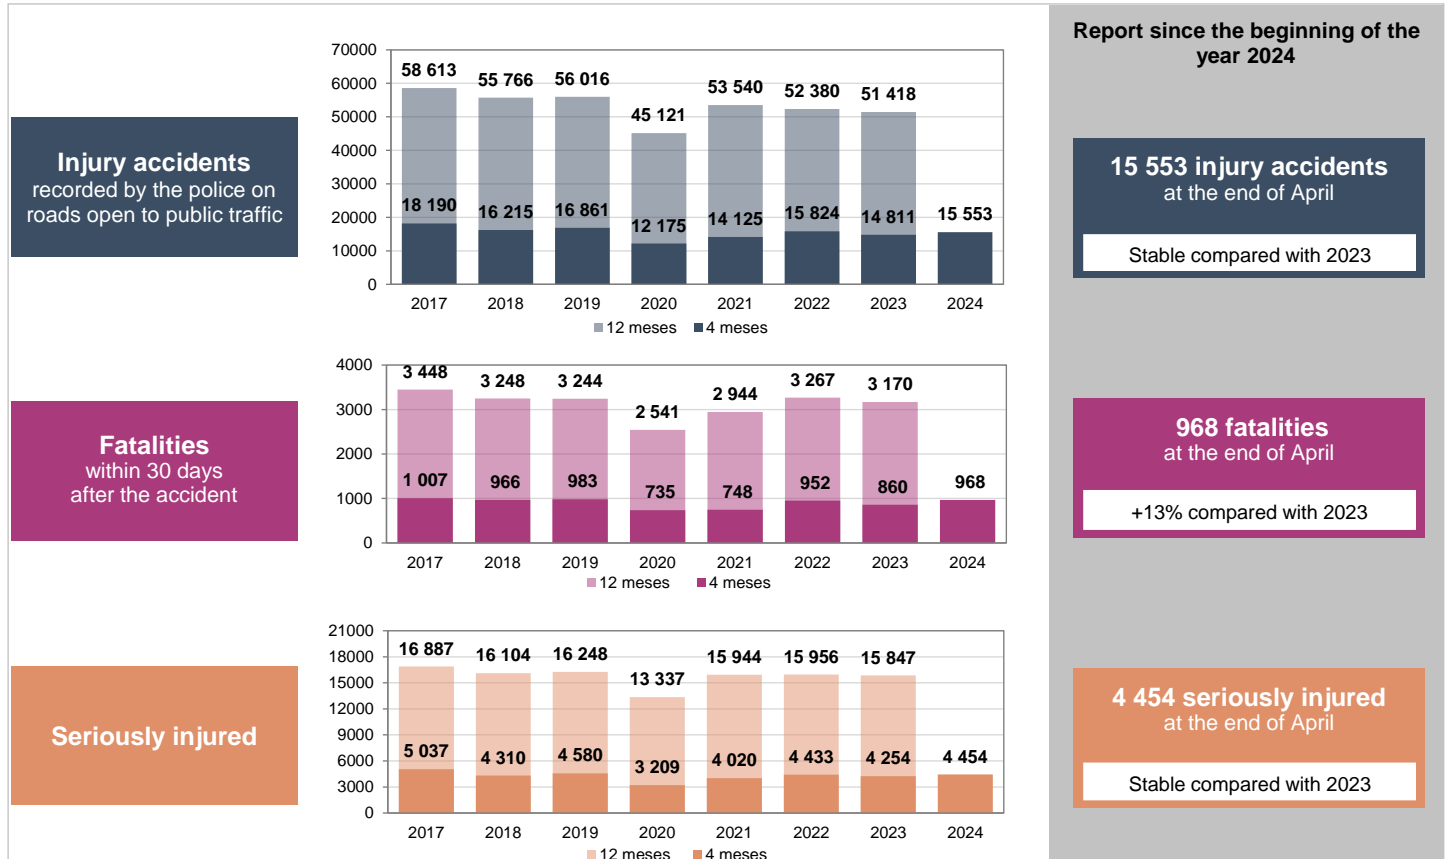 Report since the beginning of the
year 2024
Injury accidents
recorded by the police on
roads open to public traffic
70000
60000
50000
40000
30000
20000
10000
0
58 613 55 766 56 016 45 121 53 540 52 380 51 418
18 190 16 215 16 861 12 175 14 125 15 824 14 811 15 553
2017 2018 2019 2020 2021 2022 2023 2024
12 meses 4 meses
15 553 injury accidents
at the end of April
Stable compared with 2023
Fatalities
within 30 days
after the accident
4000
3000
2000
1000
0
3 448 3 248 3 244 2 541 2 944 3 267 3 170
1 007 966 983 735 748 952 860 968
2017 2018 2019 2020 2021 2022 2023 2024
12 meses 4 meses
968 fatalities
at the end of April
+13% compared with 2023
Seriously injured
21000
18000
15000
12000
9000
6000
3000
0
16 887 16 104 16 248 13 337 15 944 15 956 15 847
5 037 4 310 4 580 3 209 4 020 4 433 4 254 4 454
2017 2018 2019 2020 2021 2022 2023 2024
12 meses 4 meses
4 454 seriously injured
at the end of April
Stable compared with 2023